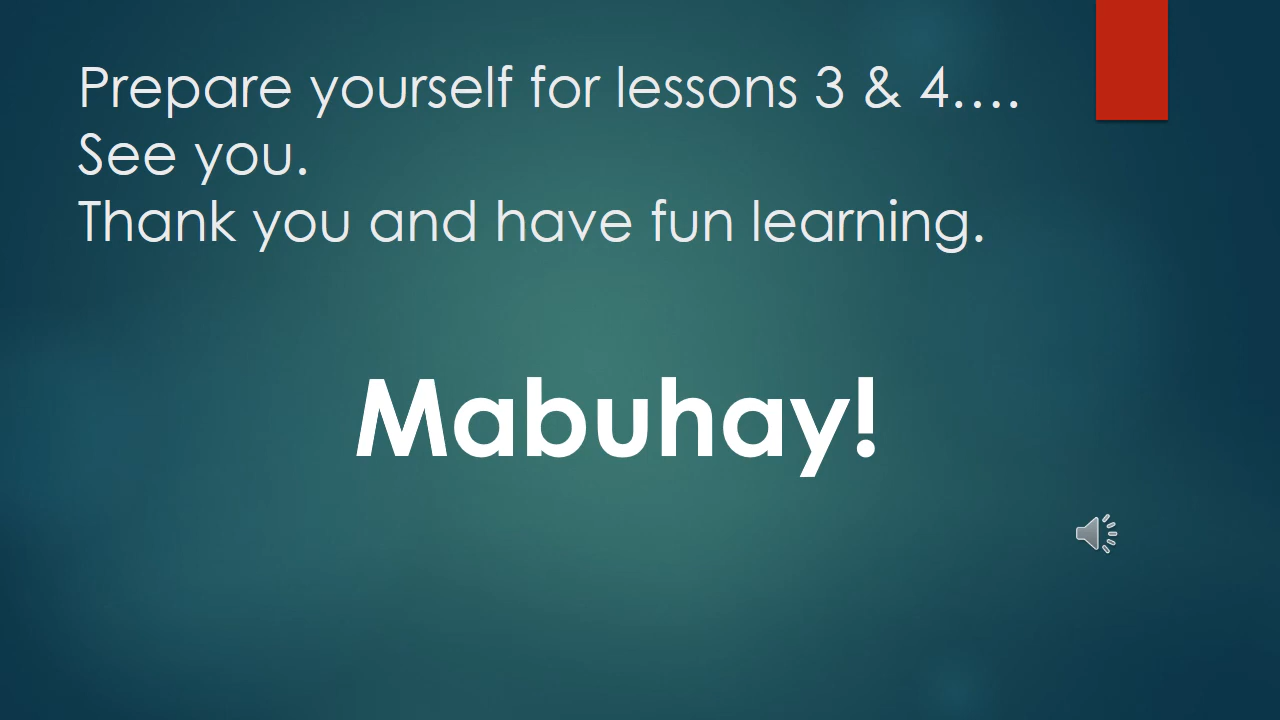 Prepare yourself for lessons 3 & 4....
See you.
Thank you and have fun learning.
Mabuhay!